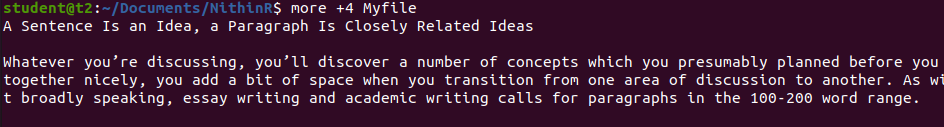 student@t2:~/Documents/NithinR$ more +4 Myfile
A Sentence Is an Idea, a Paragraph Is Closely Related Ideas
Whatever you’re discussing, you’ll discover a number of concepts which you presumably planned before you
together nicely, you add a bit of space when you transition from one area of discussion to another. As wi
t broadly speaking, essay writing and academic writing calls for paragraphs in the 100-200 word range.